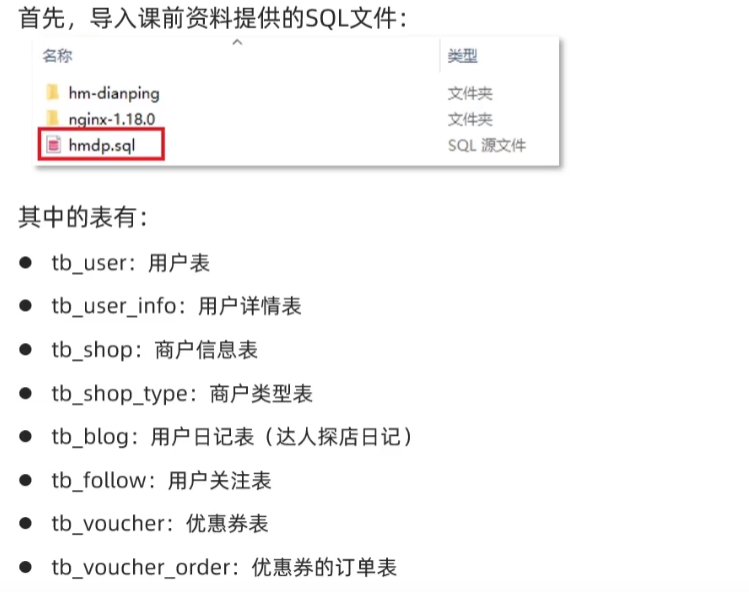 首先，导入课前资料提供的SQL文件：
名称 类型
hm-dianping 文件夹
nginx-1.18.0 文件夹
hmdp.sql SQL 源文件
其中的表有：
● tb_user：用户表
● tb_user_info：用户详情表
● tb_shop：商户信息表
● tb_shop_type：商户类型表
● tb_blog：用户日记表（达人探店日记）
● tb_follow：用户关注表
● tb_voucher：优惠券表
● tb_voucher_order：优惠券的订单表